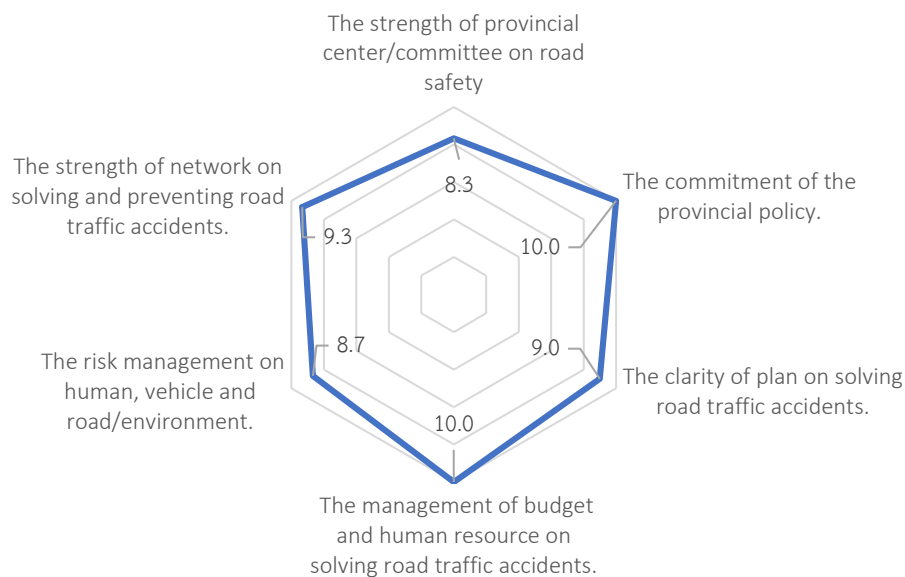 The strength of provincial
center/committee on road
safety
8.3
The commitment of the
provincial policy.
10.0
The clarity of plan on solving
road traffic accidents.
9.0
The management of budget
and human resource on
solving road traffic accidents.
10.0
The risk management on
human, vehicle and
road/environment.
8.7
The strength of network on
solving and preventing road
traffic accidents.
9.3